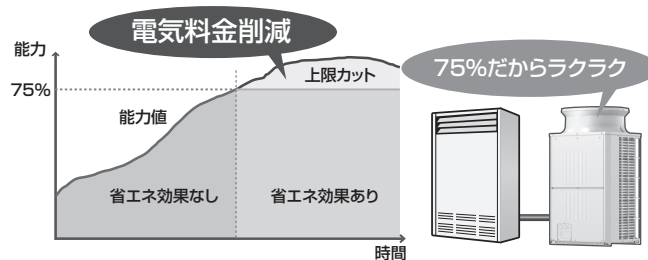 電気料金削減
能力
上限カット
75%だからラクラク
75%
能力値
省エネ効果なし
省エネ効果あり
時間